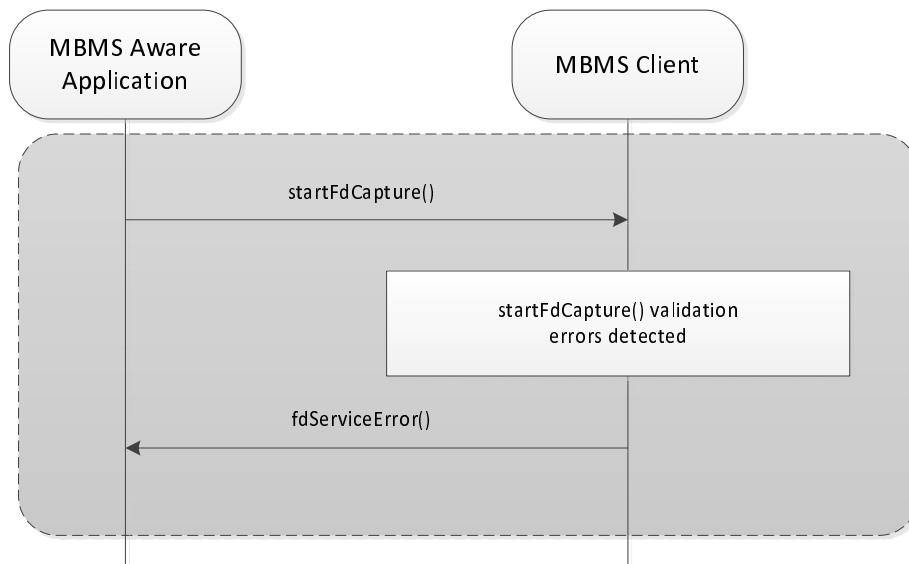 MBMS Aware
Application
MBMS Client
startFdCapture()
startFdCapture() validation
errors detected
fdServiceError()